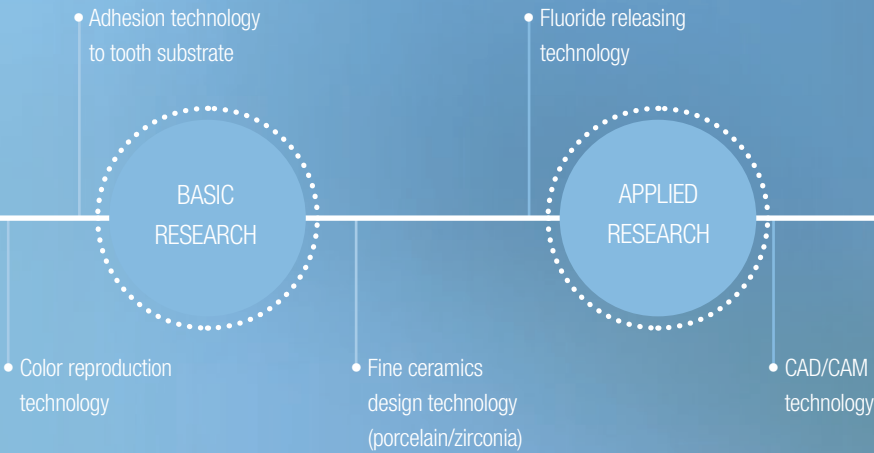 Adhesion technology
to tooth substrate
Fluoride releasing
technology
BASIC
RESEARCH
APPLIED
RESEARCH
Color reproduction
technology
Fine ceramics
design technology
(porcelain/zirconia)
CAD/CAM
technology